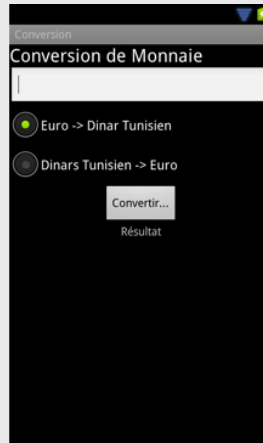 Conversion
Conversion de Monnaie
Euro -> Dinar Tunisien
Dinars Tunisien -> Euro
Convertir...
Résultat